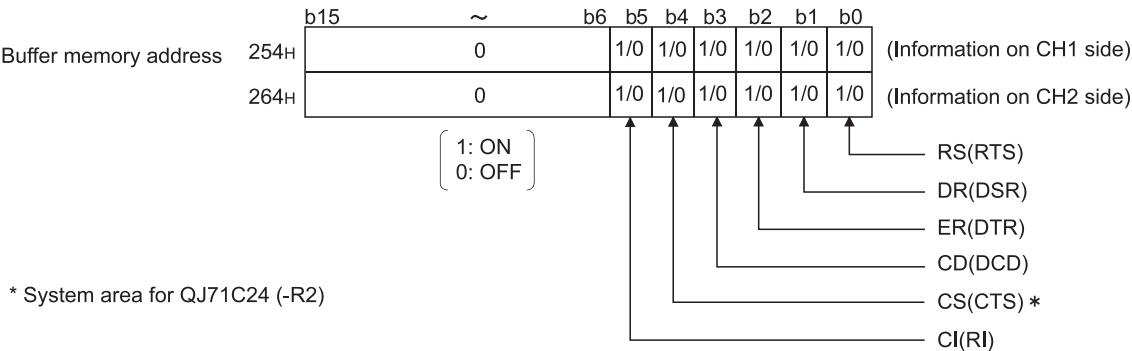 b15 ~ b6 b5 b4 b3 b2 b1 b0
Buffer memory address 254H 0 1/0 1/0 1/0 1/0 1/0 1/0 (Information on CH1 side)
264H 0 1/0 1/0 1/0 1/0 1/0 1/0 (Information on CH2 side)
1: ON
0: OFF
RS(RTS)
DR(DSR)
ER(DTR)
CD(DCD)
* System area for QJ71C24 (-R2)
CS(CTS) *
CI(RI)